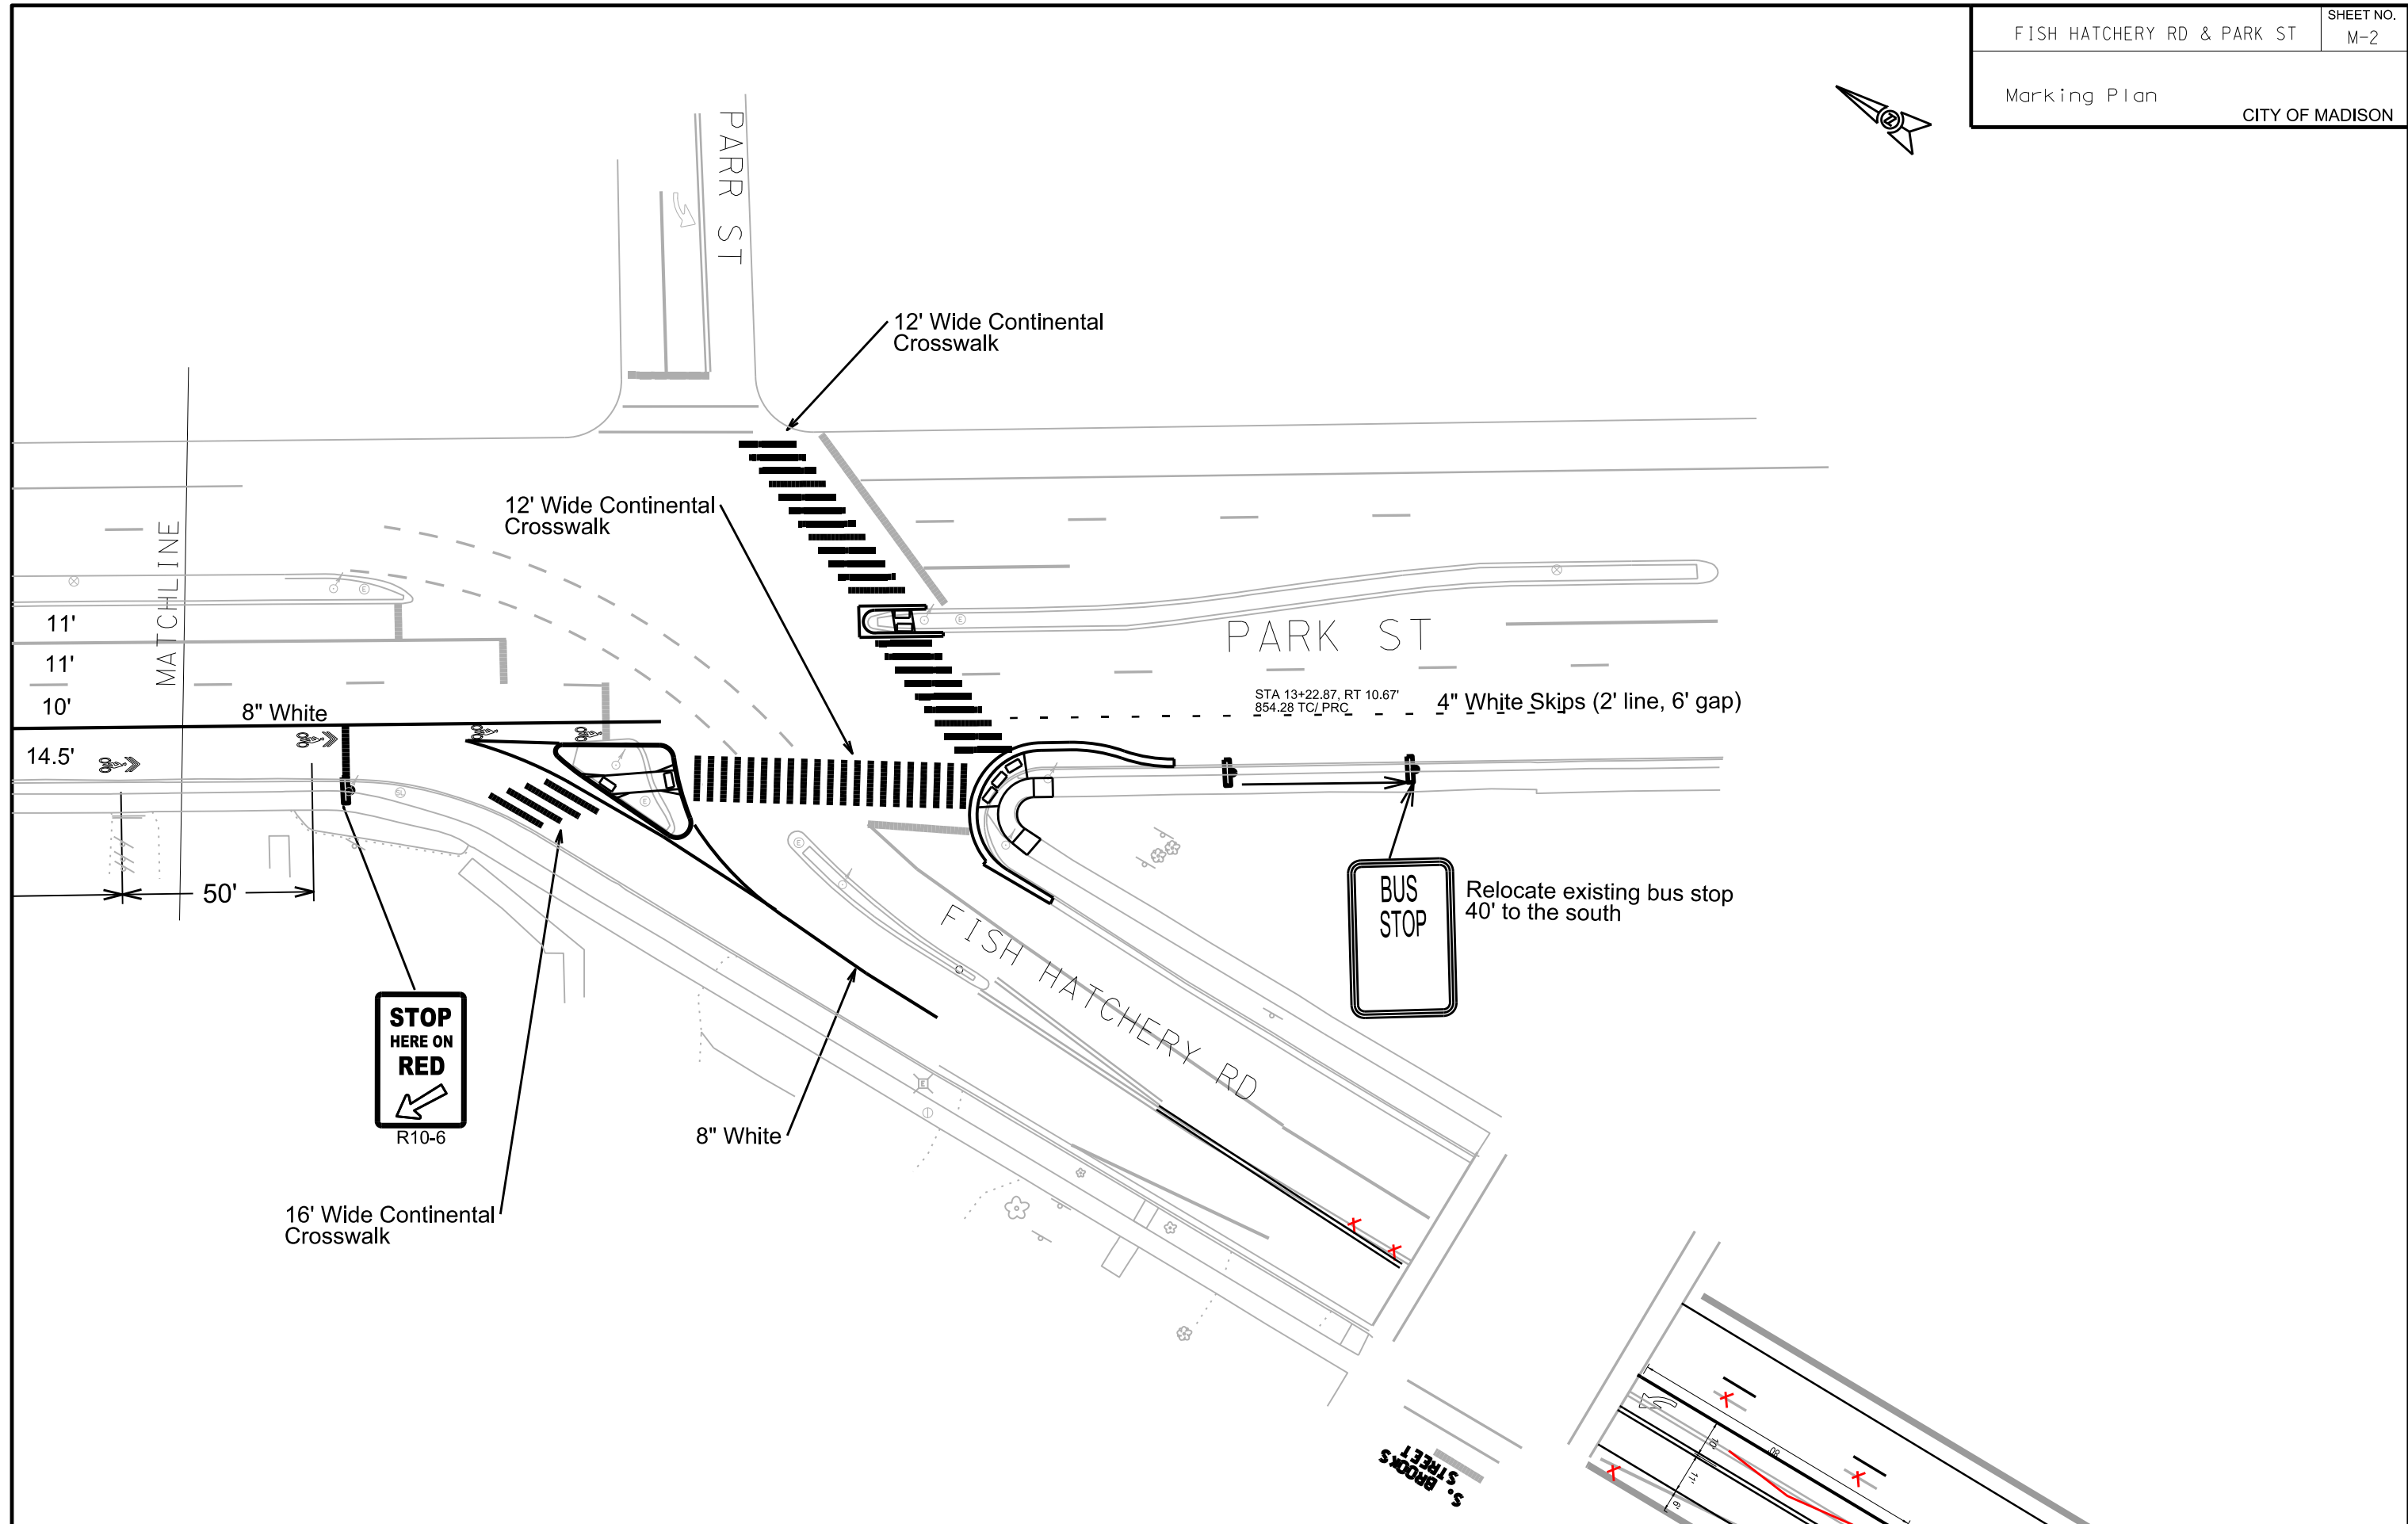 FISH HATCHERY RD & PARK ST
SHEET NO.
M-2
Marking Plan
CITY OF MADISON
PARR ST
12' Wide Continental
Crosswalk
12' Wide Continental
Crosswalk
MATCHLINE
11'
11'
10'
14.5'
8" White
PARK ST
STA 13+22.87, RT 10.67'
854.28 TC/ PRC
4" White Skips (2' line, 6' gap)
50'
BUS
STOP
Relocate existing bus stop
40' to the south
FISH HATCHERY RD
STOP
HERE ON
RED
R10-6
8" White
16' Wide Continental
Crosswalk
S. BROOKS
STREET
10'
80'
11'
6'